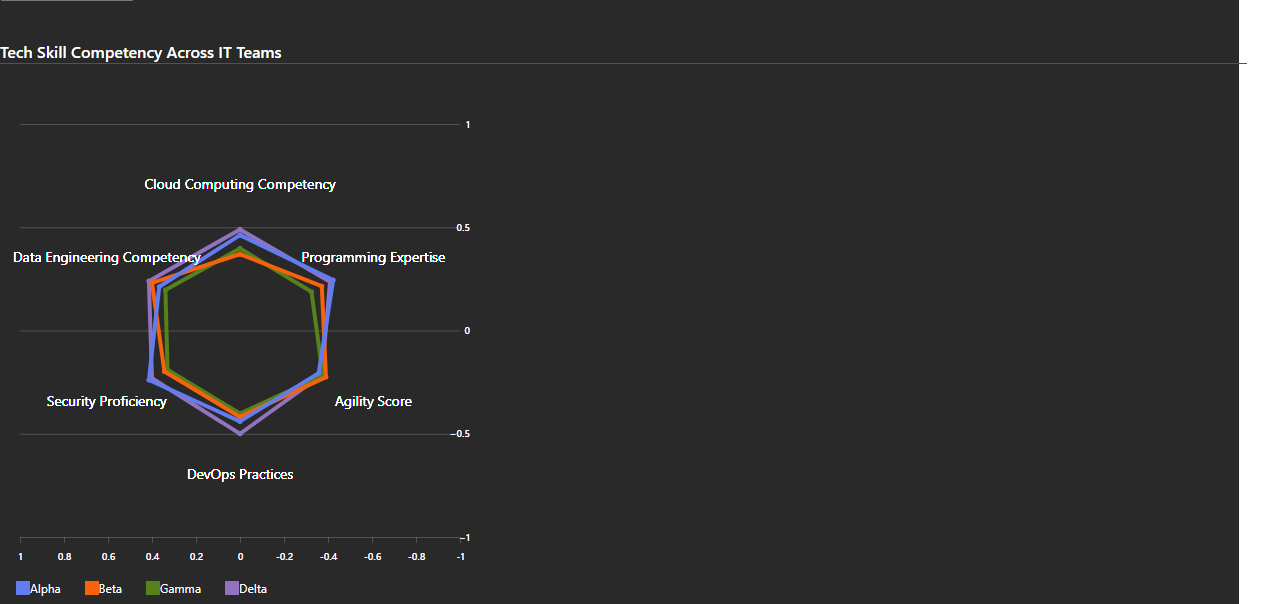 Tech Skill Competency Across IT Teams
1
Cloud Computing Competency
0.5
Data Engineering Competency Programming Expertise
0
Security Proficiency Agility Score
−0.5
DevOps Practices
−1
1 0.8 0.6 0.4 0.2 0 -0.2 -0.4 -0.6 -0.8 -1
Alpha Beta Gamma Delta